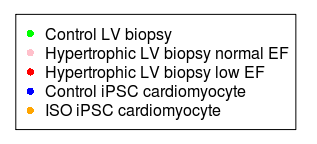 Control LV biopsy
Hypertrophic LV biopsy normal EF
Hypertrophic LV biopsy low EF
Control iPSC cardiomyocyte
ISO iPSC cardiomyocyte